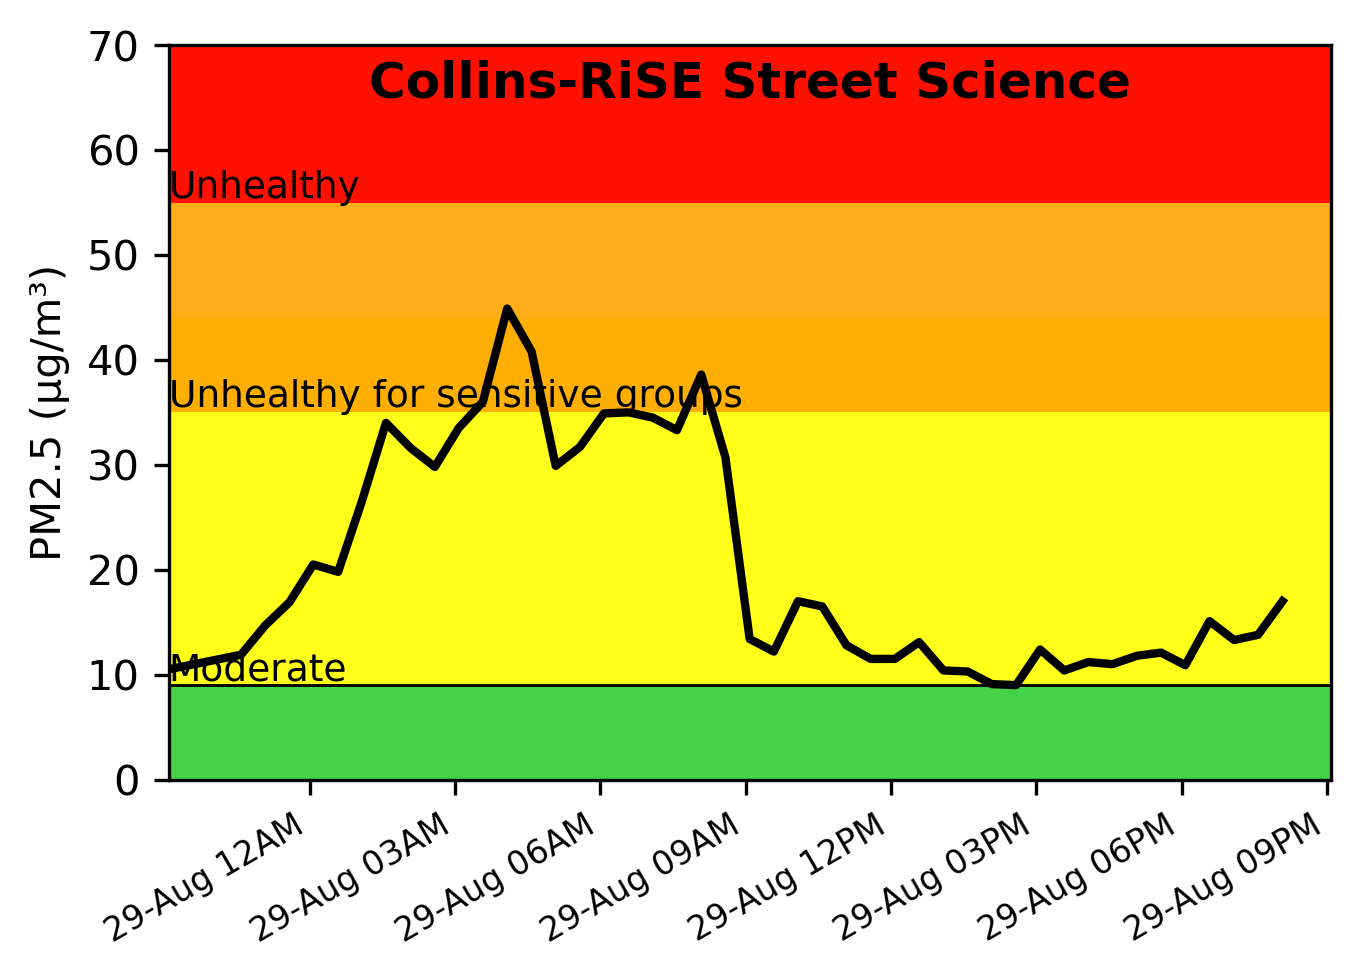 Collins-RiSE Street Science
70
60
50
40
30
20
10
0
PM2.5 (µg/m³)
Unhealthy
Unhealthy for sensitive groups
Moderate
29-Aug 12AM
29-Aug 03AM
29-Aug 06AM
29-Aug 09AM
29-Aug 12PM
29-Aug 03PM
29-Aug 06PM
29-Aug 09PM